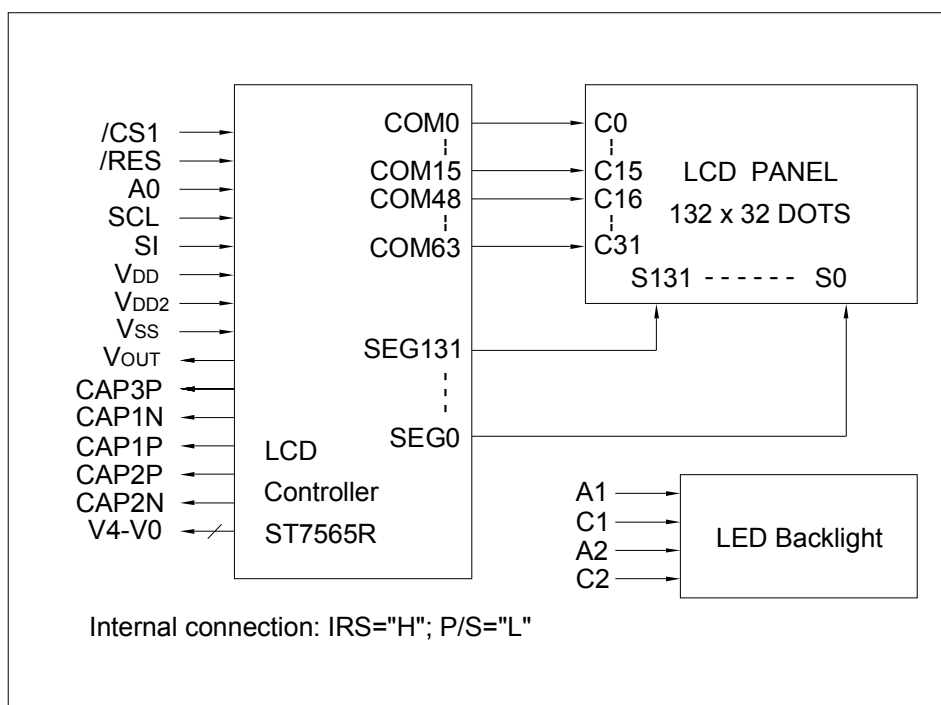 /CS1
/RES
A0
SCL
SI
VDD
VDD2
VSS
VOUT
CAP3P
CAP1N
CAP1P
CAP2P
CAP2N
V4-V0
COM0
COM15
COM48
COM63
SEG131
SEG0
LCD
Controller
ST7565R
C0
C15
C16
C31
LCD PANEL
132 x 32 DOTS
S131 ------ S0
A1
C1
A2
C2
LED Backlight
Internal connection: IRS="H"; P/S="L"